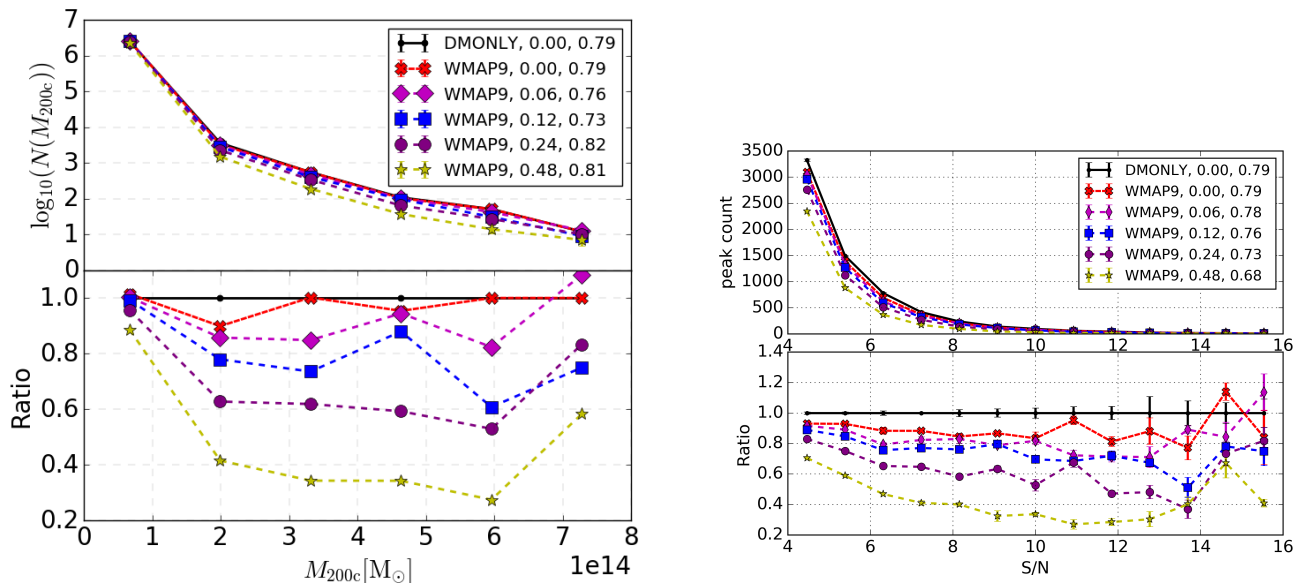 7
6
5
4
3
2
1
0
log₁₀(N(M₂₀₀c))
DMONLY, 0.00, 0.79
WMAP9, 0.00, 0.79
WMAP9, 0.06, 0.76
WMAP9, 0.12, 0.73
WMAP9, 0.24, 0.82
WMAP9, 0.48, 0.81
1.0
0.8
0.6
0.4
0.2
Ratio
0 1 2 3 4 5 6 7 8
1e14
M₂₀₀c[M☉]
3500
3000
2500
2000
1500
1000
500
0
peak count
DMONLY, 0.00, 0.79
WMAP9, 0.00, 0.79
WMAP9, 0.06, 0.78
WMAP9, 0.12, 0.76
WMAP9, 0.24, 0.73
WMAP9, 0.48, 0.68
4 6 8 10 12 14 16
1.4
1.2
1.0
0.8
0.6
0.4
0.2
Ratio
4 6 8 10 12 14 16
S/N